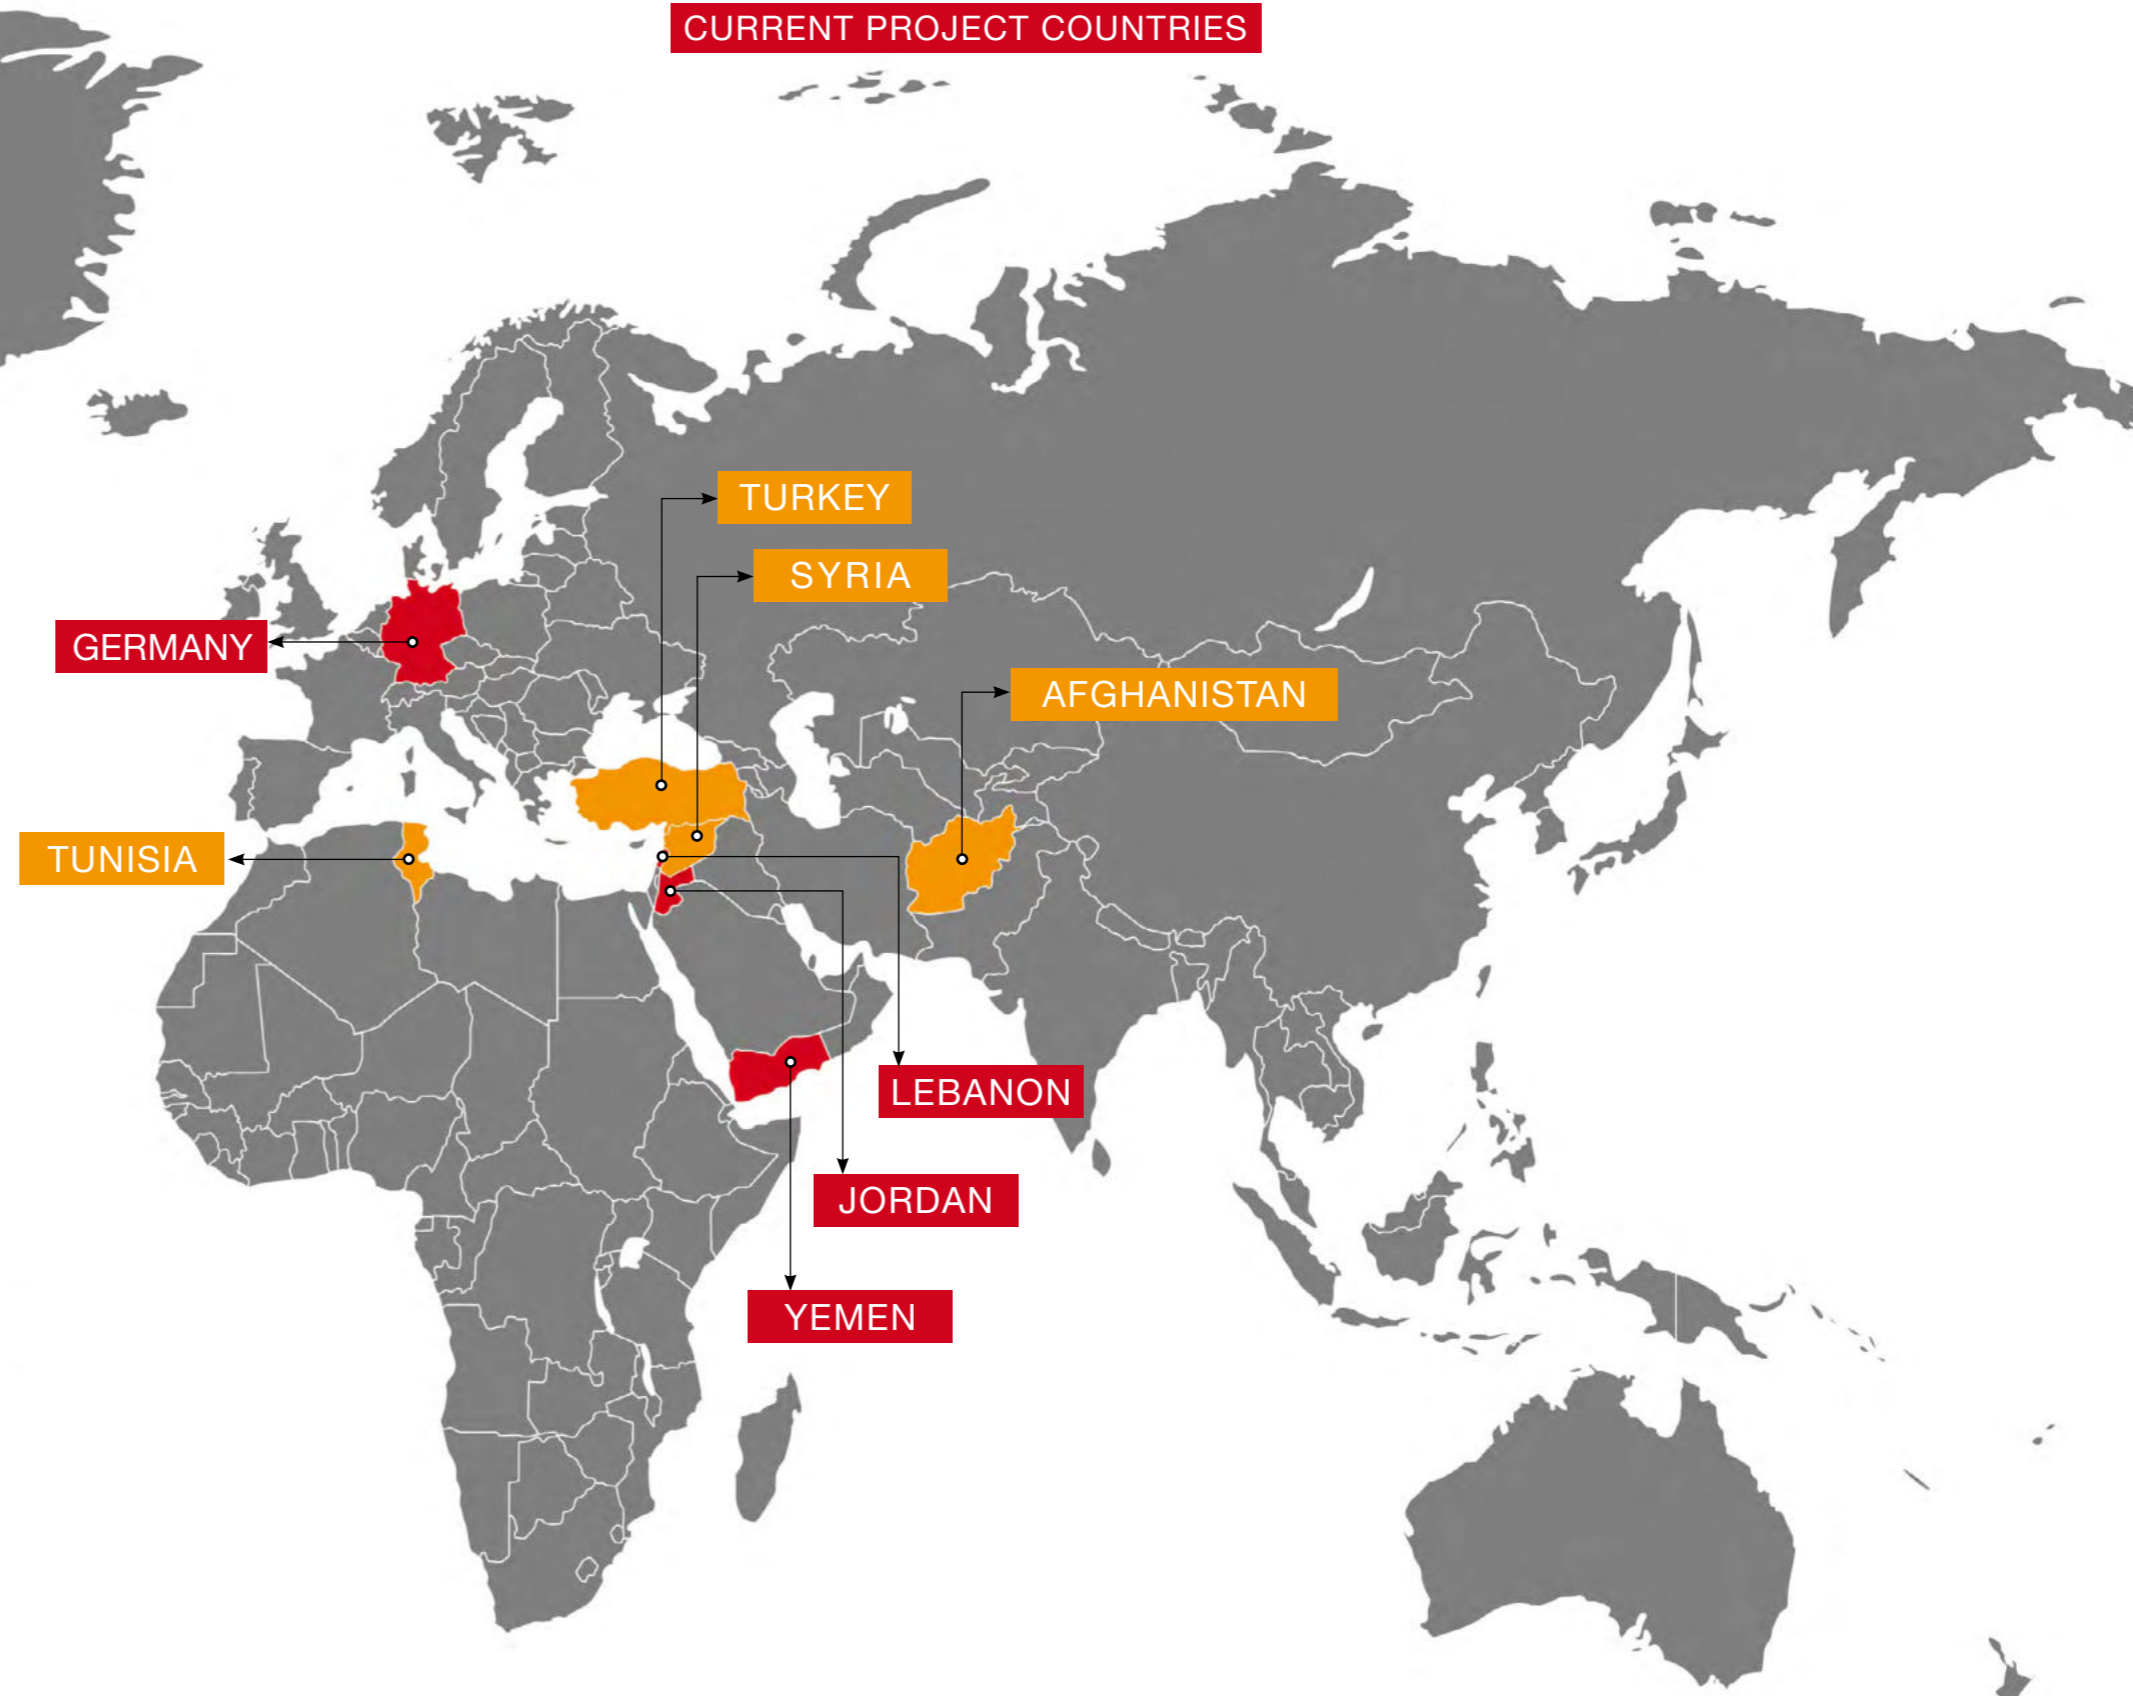 CURRENT PROJECT COUNTRIES
TURKEY
SYRIA
GERMANY
AFGHANISTAN
TUNISIA
LEBANON
JORDAN
YEMEN